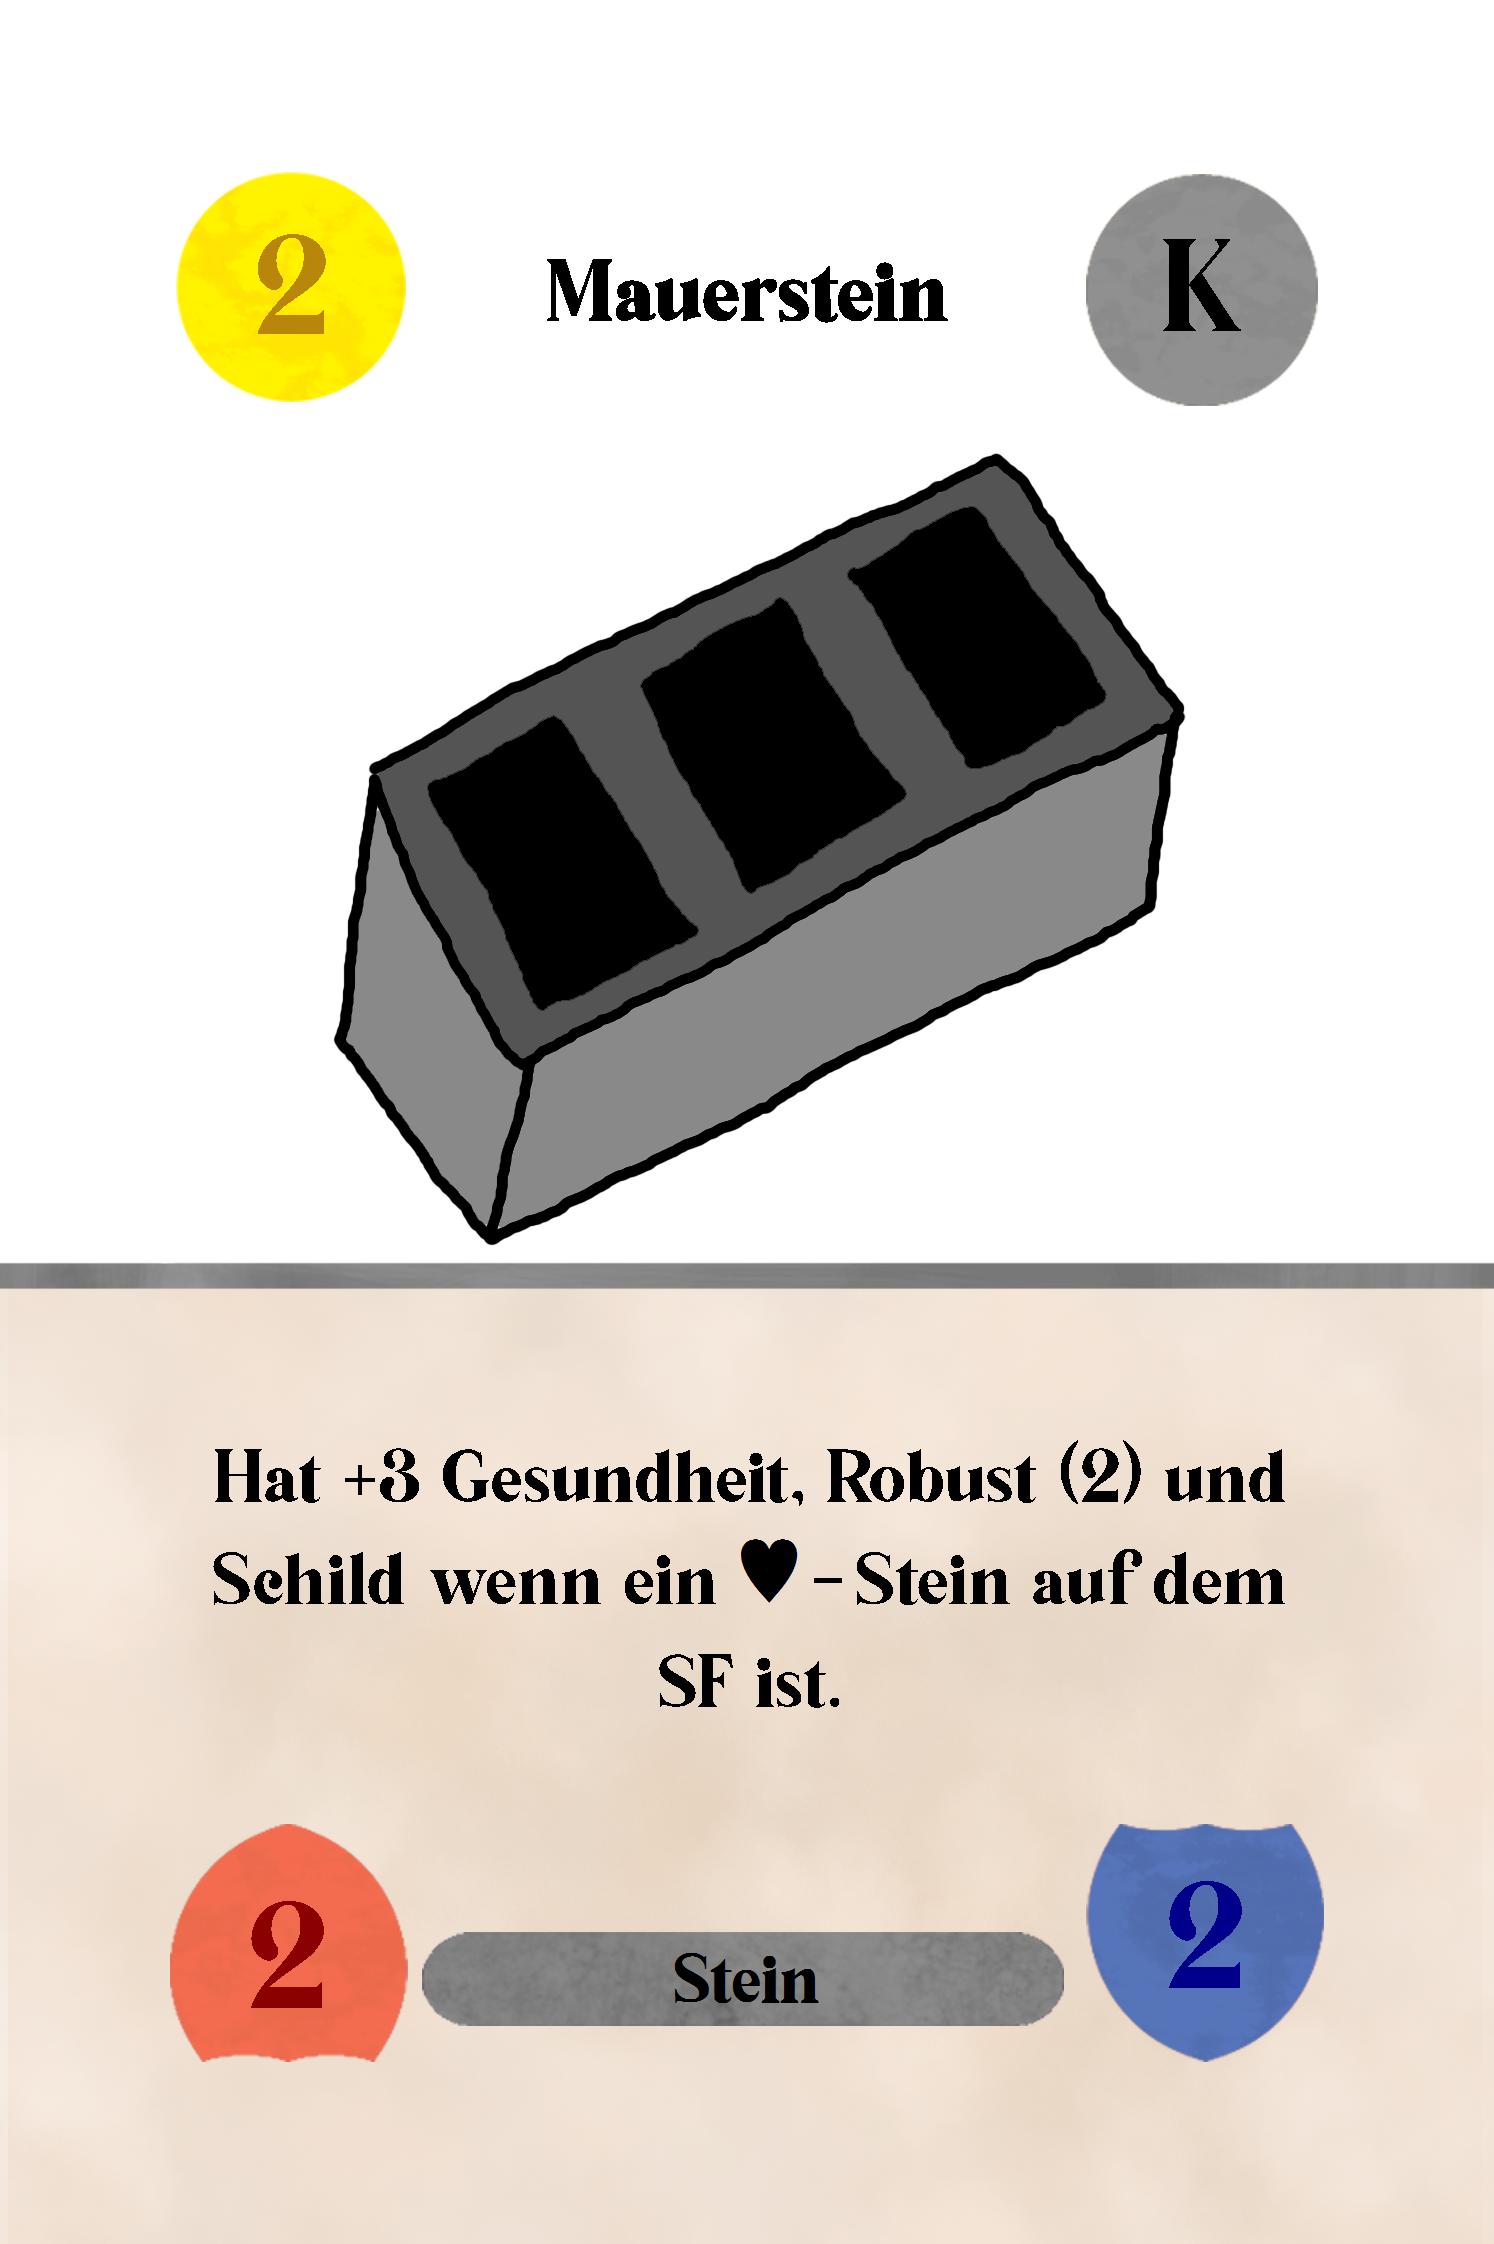 2 Mauerstein K
Hat +3 Gesundheit, Robust (2) und
Schild wenn ein ♥-Stein auf dem
SF ist.
2 Stein 2